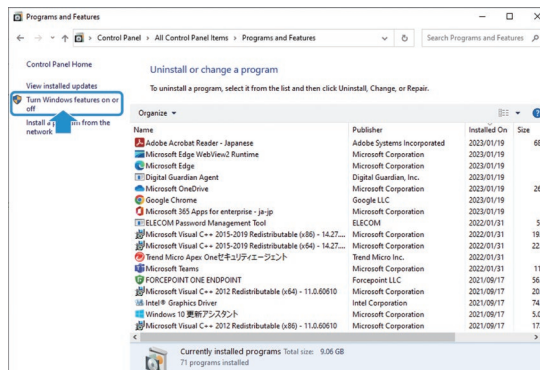 Programs and Features
Control Panel > All Control Panel Items > Programs and Features
Search Programs and Features
Control Panel Home
View installed updates
Turn Windows features on or
off
Install a from the
network
Uninstall or change a program
To uninstall a program, select it from the list and then click Uninstall, Change, or Repair.
Organize
Name Publisher Installed On Size
Adobe Acrobat Reader - Japanese Adobe Systems Incorporated 2023/01/19 68
Microsoft Edge WebView2 Runtime Microsoft Corporation 2023/01/19
Microsoft Edge Microsoft Corporation 2023/01/19
Digital Guardian Agent Digital Guardian, Inc. 2023/01/19
Microsoft OneDrive Microsoft Corporation 2023/01/19 26
Google Chrome Google LLC 2023/01/19
Microsoft 365 Apps for enterprise - ja-jp Microsoft Corporation 2023/01/19
ELECOM Password Management Tool ELECOM 2022/01/31 5
Microsoft Visual C++ 2015-2019 Redistributable (x86) - 14.27.... Microsoft Corporation 2022/01/31 19
Microsoft Visual C++ 2015-2019 Redistributable (x64) - 14.27.... Microsoft Corporation 2022/01/31 22
Trend Micro Apex Oneセキュリティエージェント Trend Micro Inc. 2022/01/31
Microsoft Teams Microsoft Corporation 2022/01/31 11
FORCEPOINT ONE ENDPOINT Forcepoint LLC 2021/09/17 56
Microsoft Visual C++ 2012 Redistributable (x64) - 11.0.60610 Microsoft Corporation 2021/09/17 20
Intel® Graphics Driver Intel Corporation 2021/09/17 74
Windows 10 更新アシスタント Microsoft Corporation 2021/09/17 5.0
Microsoft Visual C++ 2012 Redistributable (x86) - 11.0.60610 Microsoft Corporation 2021/09/17 17
Currently installed programs Total size: 9.06 GB
71 programs installed